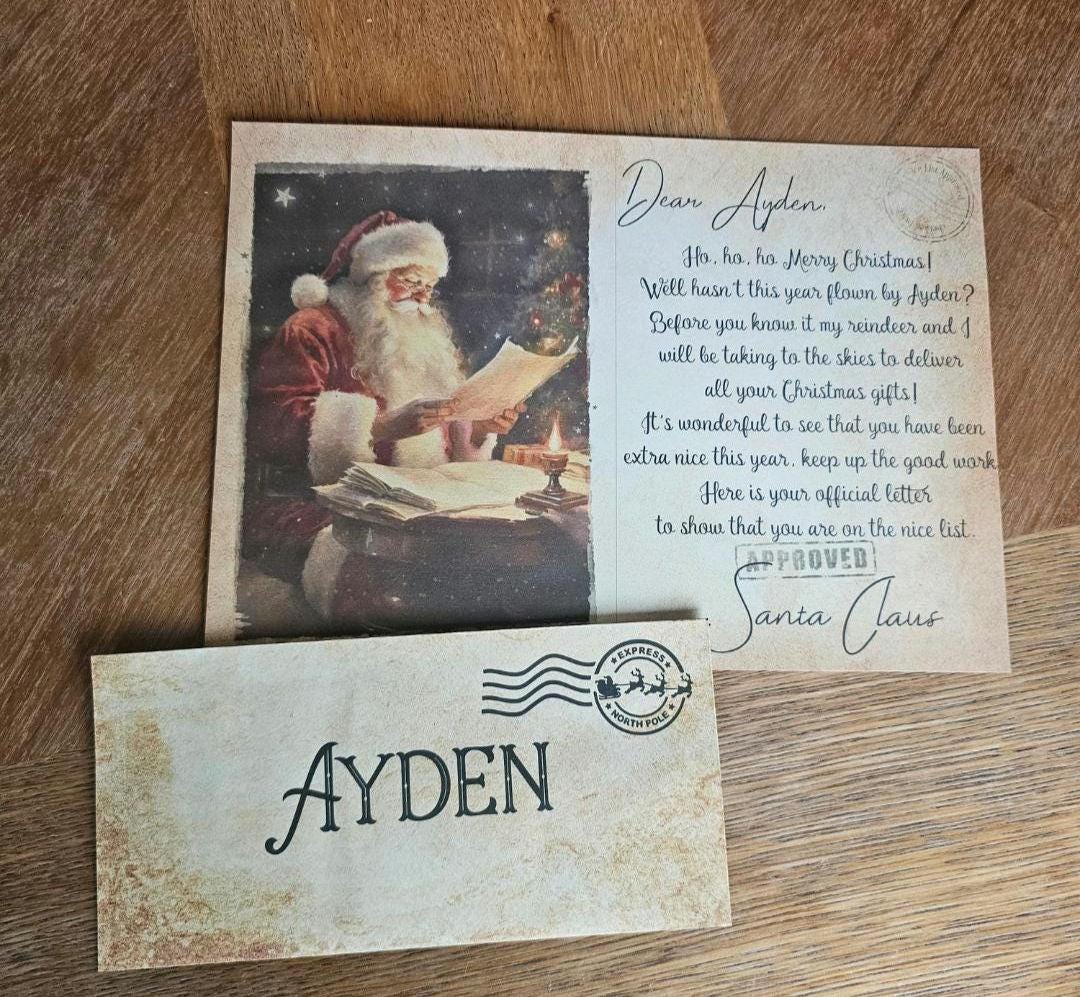 Dear Ayden,
Ho, ho, ho Merry Christmas!
Well hasn't this year flown by Ayden?
Before you know it my reindeer and I
will be taking to the skies to deliver
all your Christmas gifts!
It's wonderful to see that you have been
extra nice this year, keep up the good work
Here is your official letter
to show that you are on the nice list.
APPROVED
Santa Claus
EXPRESS
NORTH POLE
AYDEN